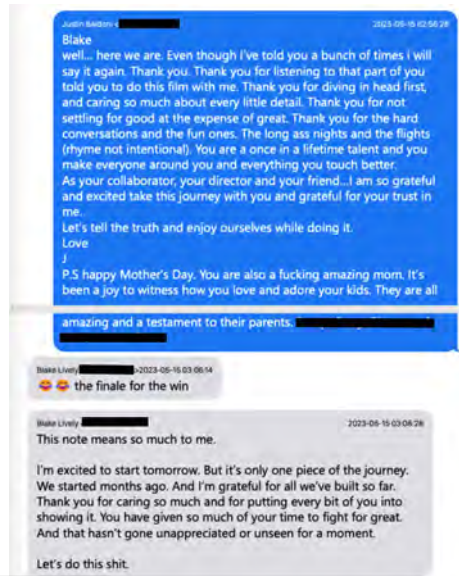 Justin Baldoni < 2023-05-15 02:50:28
Blake
well... here we are. Even though I've told you a bunch of times i will
say it again. Thank you. Thank you for listening to that part of you
told you to do this film with me. Thank you for diving in head first,
and caring so much about every little detail. Thank you for not
settling for good at the expense of great. Thank you for the hard
conversations and the fun ones. The long ass nights and the flights
(rhyme not intentional). You are a once in a lifetime talent and you
make everyone around you and everything you touch better.
As your collaborator, your director and your friend...I am so grateful
and excited take this journey with you and grateful for your trust in
me.
Let's tell the truth and enjoy ourselves while doing it.
Love
J
P.S happy Mother's Day. You are also a fucking amazing mom. It's
been a joy to witness how you love and adore your kids. They are all
amazing and a testament to their parents.
Blake Lively >2023-05-15 03:06:14
😂😂 the finale for the win
Blake Lively 2023-05-15 03:08:28
This note means so much to me.
I'm excited to start tomorrow. But it's only one piece of the journey.
We started months ago. And I'm grateful for all we've built so far.
Thank you for caring so much and for putting every bit of you into
showing it. You have given so much of your time to fight for great.
And that hasn't gone unappreciated or unseen for a moment.
Let's do this shit.